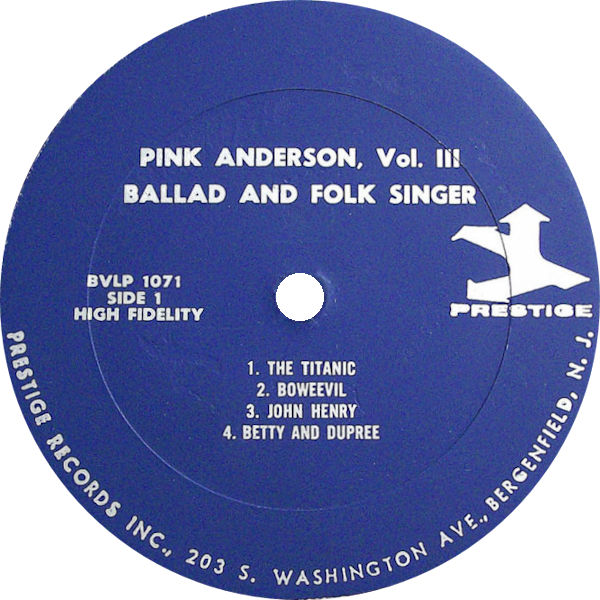 PINK ANDERSON, Vol. III
BALLAD AND FOLK SINGER
BVLP 1071
SIDE 1
HIGH FIDELITY
PRESTIGE
1. THE TITANIC
2. BOWEEVIL
3. JOHN HENRY
4. BETTY AND DUPREE
PRESTIGE RECORDS INC., 203 S. WASHINGTON AVE., BERGENFIELD, N. J.